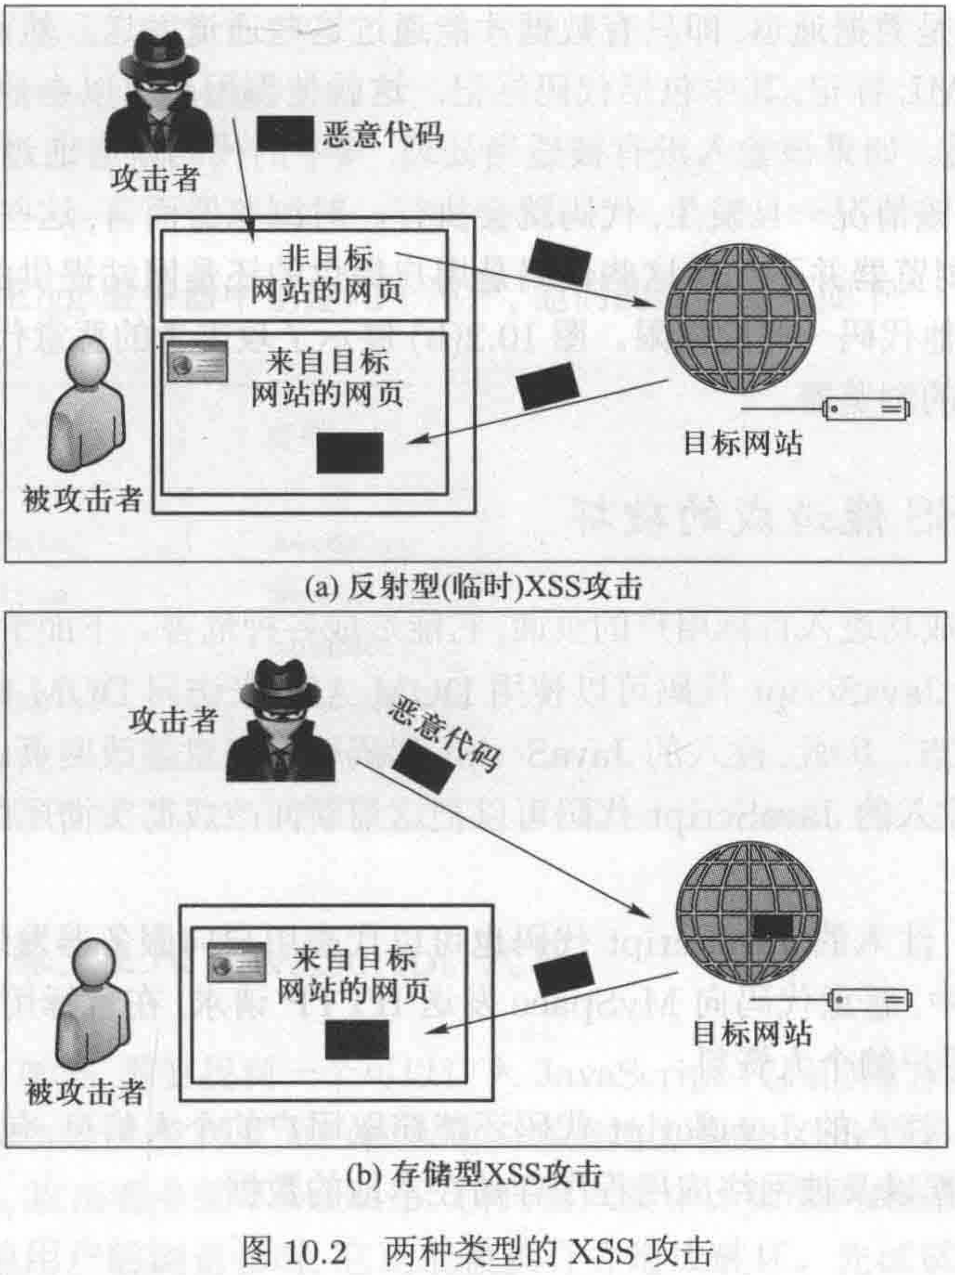 恶意代码
攻击者
非目标
网站的网页
来自目标
网站的网页
目标网站
被攻击者
(a) 反射型(临时)XSS攻击
攻击者
恶意代码
来自目标
网站的网页
目标网站
被攻击者
(b) 存储型XSS攻击
图 10.2 两种类型的 XSS 攻击